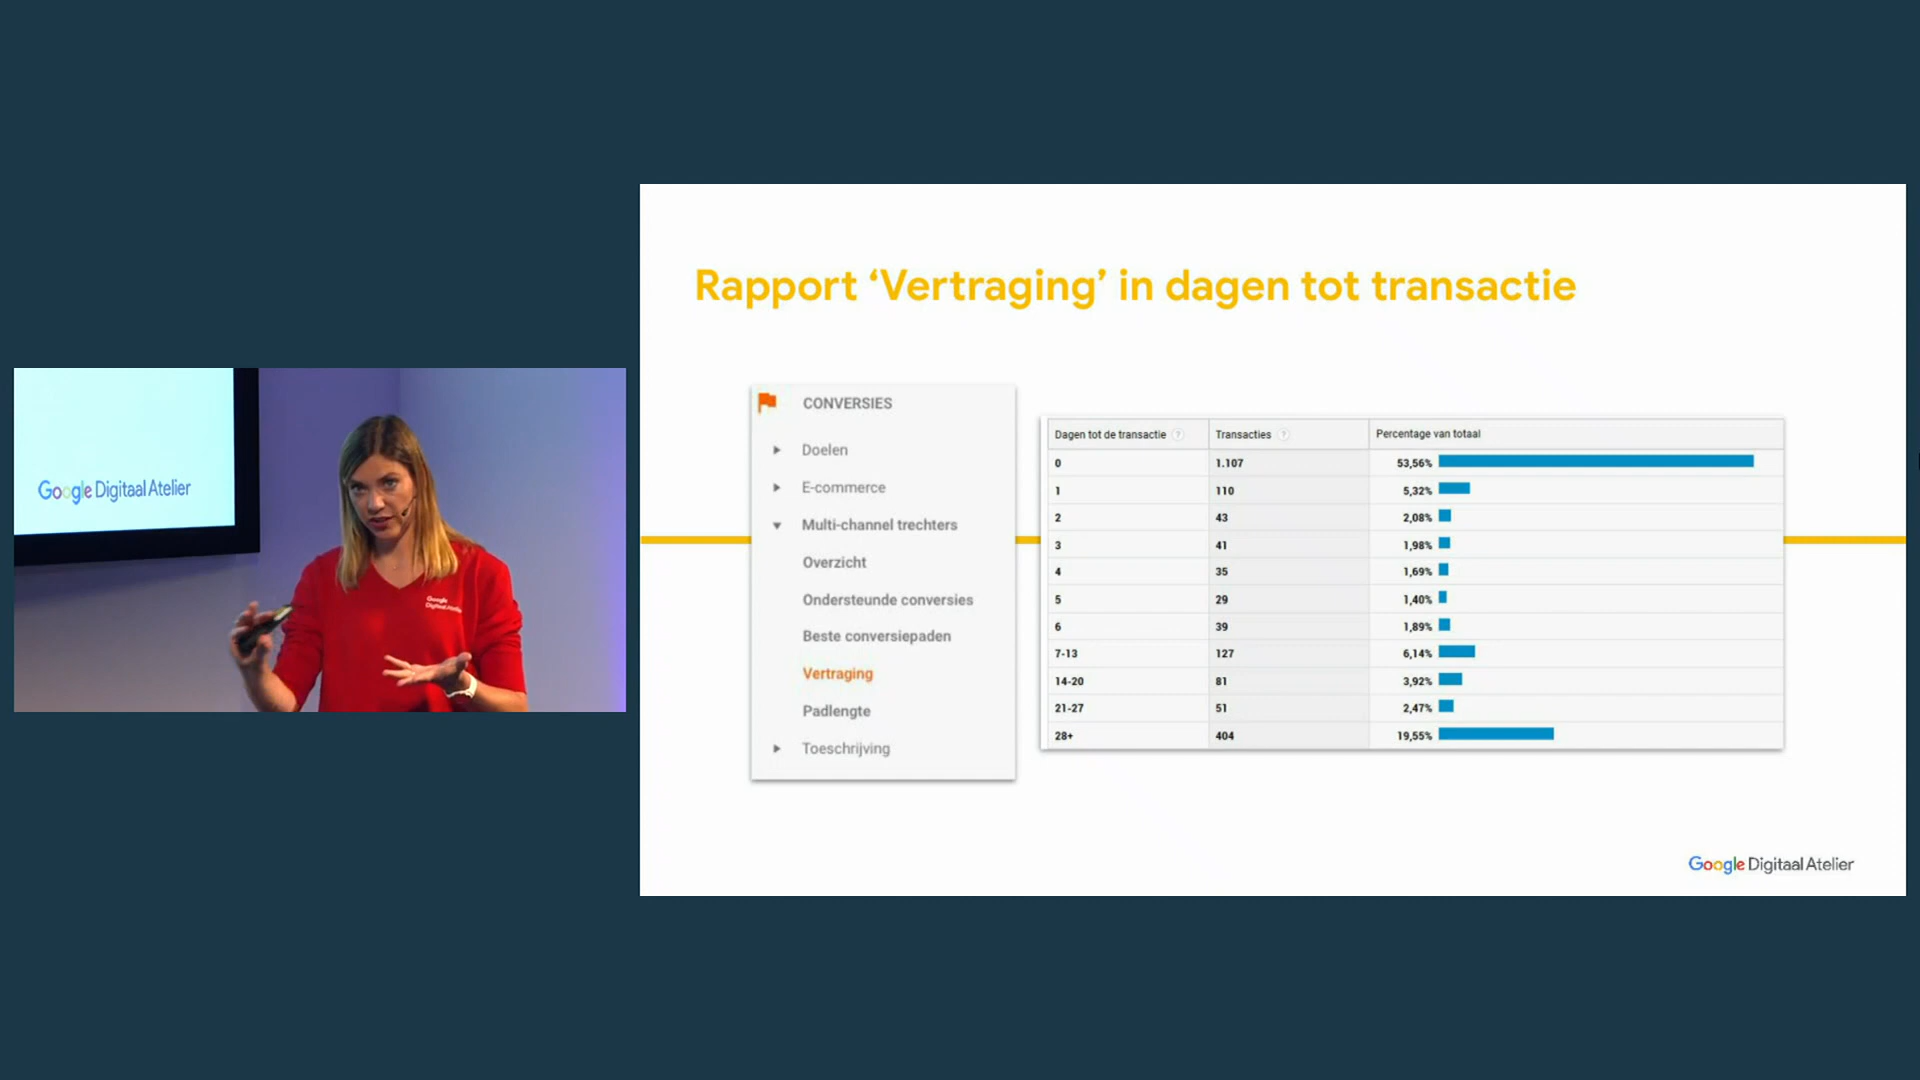 Rapport ‘Vertraging’ in dagen tot transactie
CONVERSIES
Doelen
E-commerce
Multi-channel trechters
Overzicht
Ondersteunde conversies
Beste conversiepaden
Vertraging
Padlengte
Toeschrijving
Dagen tot de transactie ? Transacties ? Percentage van totaal
0 1.107 53,56%
1 110 5,32%
2 43 2,08%
3 41 1,98%
4 35 1,69%
5 29 1,40%
6 39 1,89%
7-13 127 6,14%
14-20 81 3,92%
21-27 51 2,47%
28+ 404 19,55%
Google Digitaal Atelier
Google Digitaal Atelier
Google
Digitaal Atelier